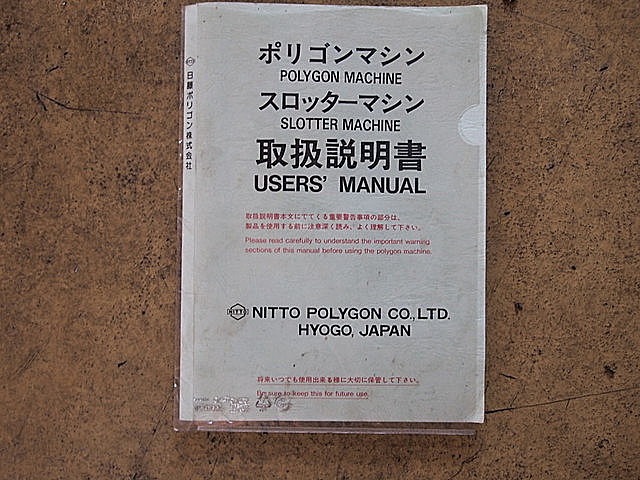 ポリゴンマシン
POLYGON MACHINE
スロッターマシン
SLOTTER MACHINE
取扱説明書
USERS' MANUAL
取扱説明書本文にでてくる重要警告事項の部分は、
製品を使用する前に注意深く読み、よく理解して下さい。
Please read carefully to understand the important warning
sections of this manual before using the polygon machine.
NITTO NITTO POLYGON CO.,LTD.
HYOGO, JAPAN
将来いつでも使用出来る様に大切に保管して下さい。
Be sure to keep this for future use.
NITTO 日藤ポリゴン株式会社